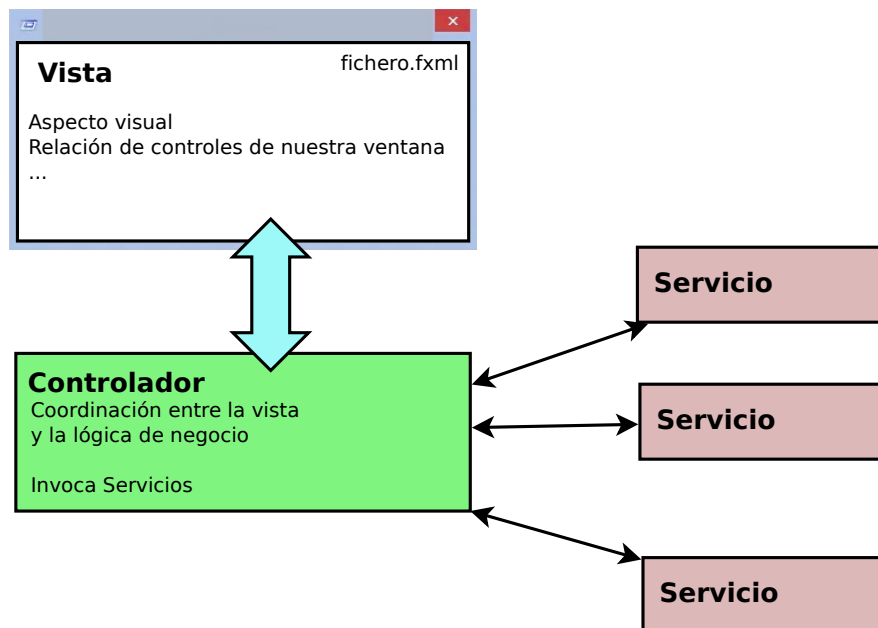 Vista
fichero.fxml
Aspecto visual
Relación de controles de nuestra ventana
...
Servicio
Controlador
Coordinación entre la vista
y la lógica de negocio
Servicio
Invoca Servicios
Servicio